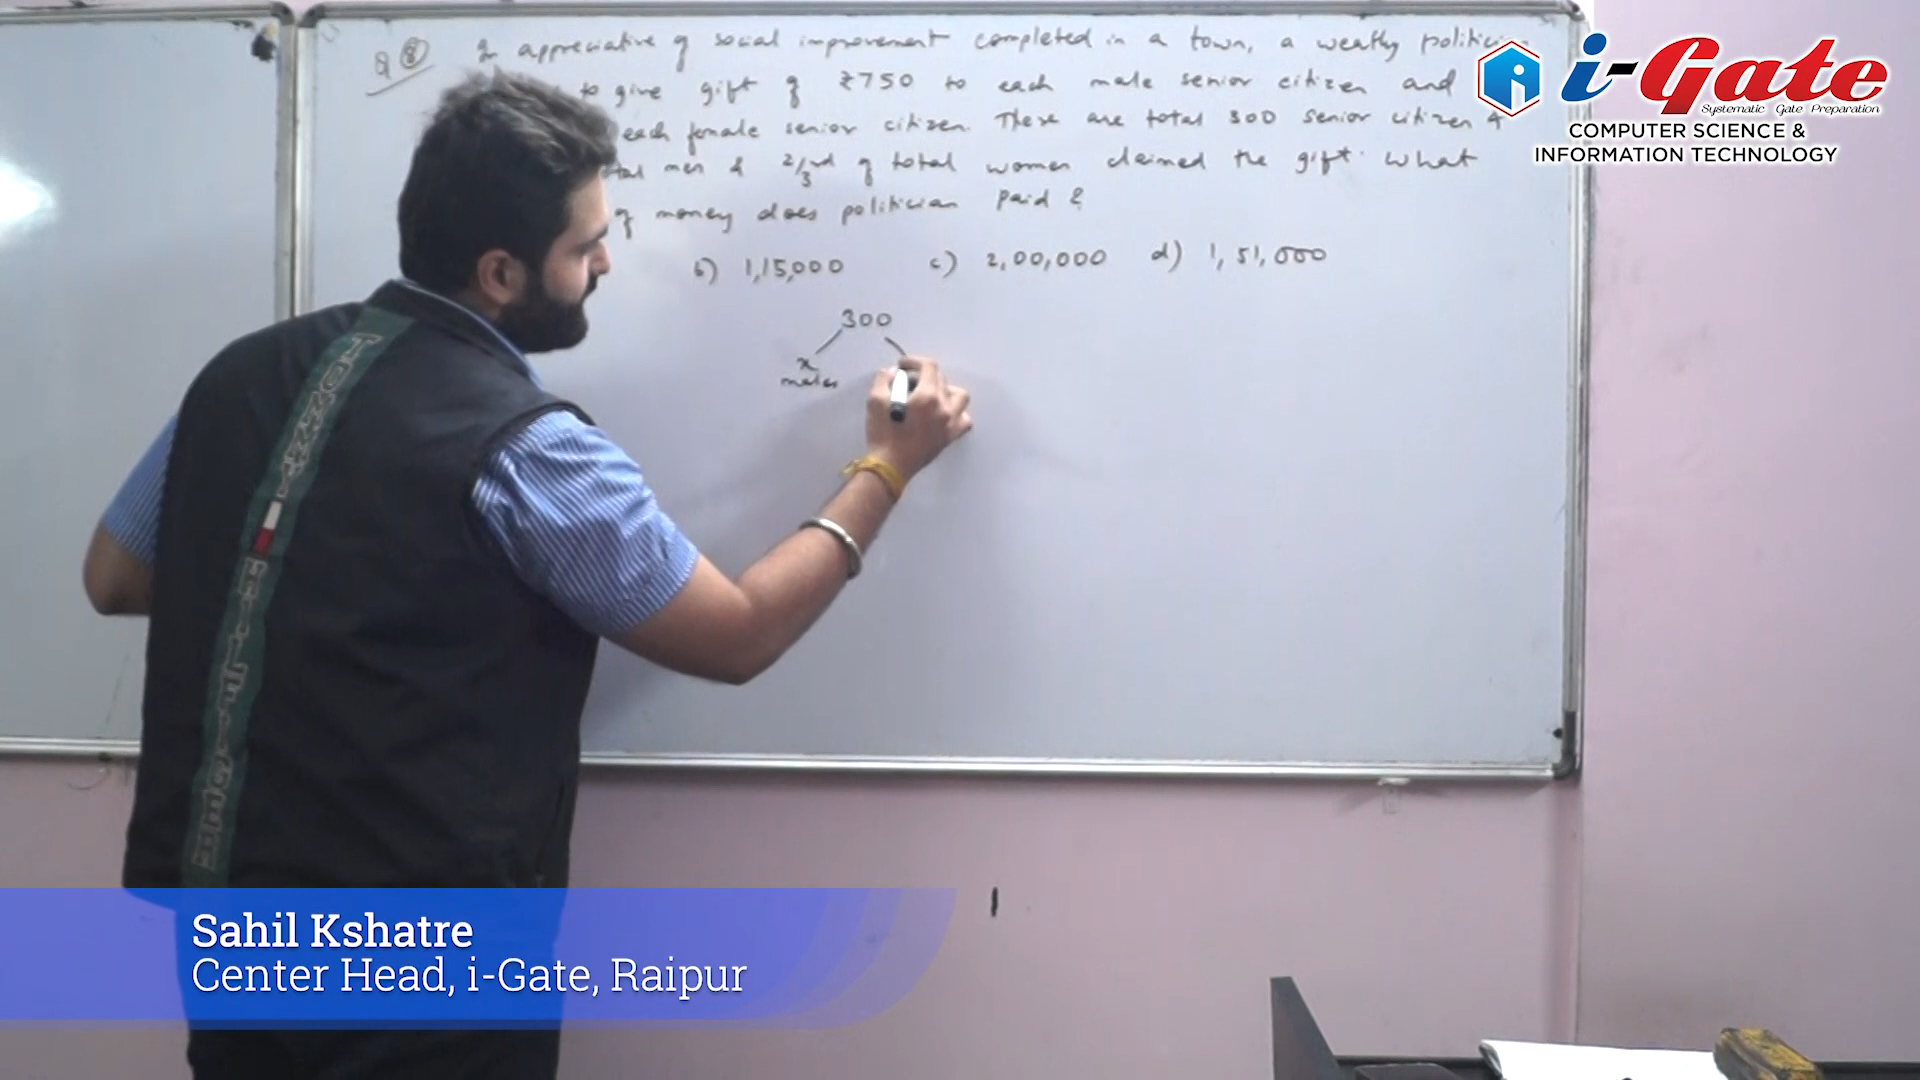 Q 8 In appreciative of social improvement completed in a town, a wealthy politician
to give gift of ₹750 to each male senior citizen and
each female senior citizen. There are total 300 senior citizen &
men & 2/3rd of total women claimed the gift. What
of money does politician paid ?
b) 1,15,000 c) 2,00,000 d) 1,51,000
300
x
males
i-Gate
Systematic Gate Preparation
COMPUTER SCIENCE &
INFORMATION TECHNOLOGY
Sahil Kshatre
Center Head, i-Gate, Raipur